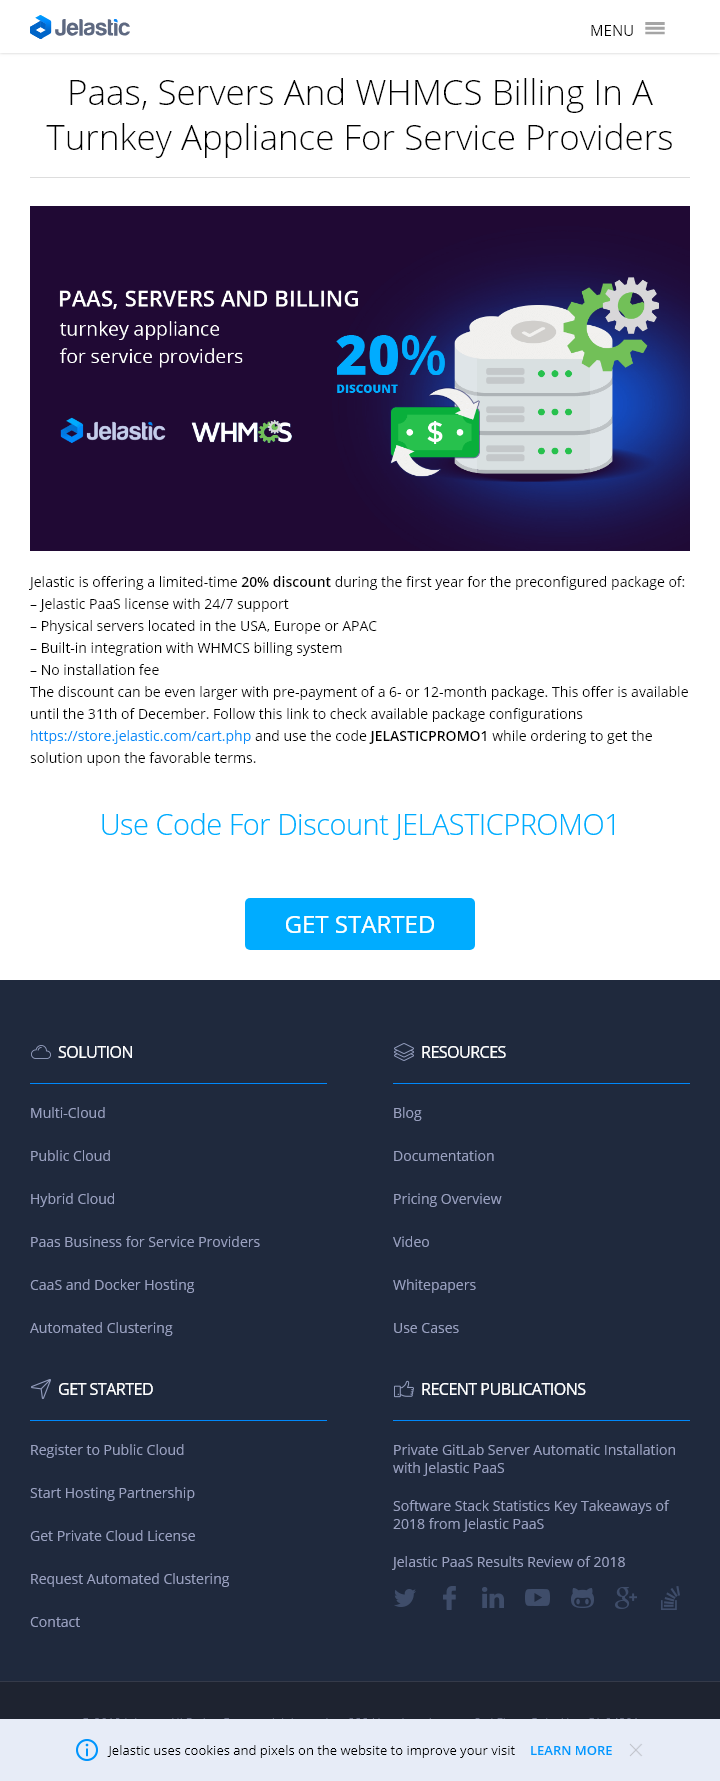 Jelastic
MENU
Paas, Servers And WHMCS Billing In A
Turnkey Appliance For Service Providers
PAAS, SERVERS AND BILLING
turnkey appliance
for service providers
20%
DISCOUNT
$
Jelastic
WHMCS
Jelastic is offering a limited-time 20% discount during the first year for the preconfigured package of:
– Jelastic PaaS license with 24/7 support
– Physical servers located in the USA, Europe or APAC
– Built-in integration with WHMCS billing system
– No installation fee
The discount can be even larger with pre-payment of a 6- or 12-month package. This offer is available
until the 31th of December. Follow this link to check available package configurations
https://store.jelastic.com/cart.php and use the code JELASTICPROMO1 while ordering to get the
solution upon the favorable terms.
Use Code For Discount JELASTICPROMO1
GET STARTED
SOLUTION
Multi-Cloud
Public Cloud
Hybrid Cloud
Paas Business for Service Providers
CaaS and Docker Hosting
Automated Clustering
RESOURCES
Blog
Documentation
Pricing Overview
Video
Whitepapers
Use Cases
GET STARTED
Register to Public Cloud
Start Hosting Partnership
Get Private Cloud License
Request Automated Clustering
Contact
RECENT PUBLICATIONS
Private GitLab Server Automatic Installation
with Jelastic PaaS
Software Stack Statistics Key Takeaways of
2018 from Jelastic PaaS
Jelastic PaaS Results Review of 2018
Jelastic uses cookies and pixels on the website to improve your visit LEARN MORE